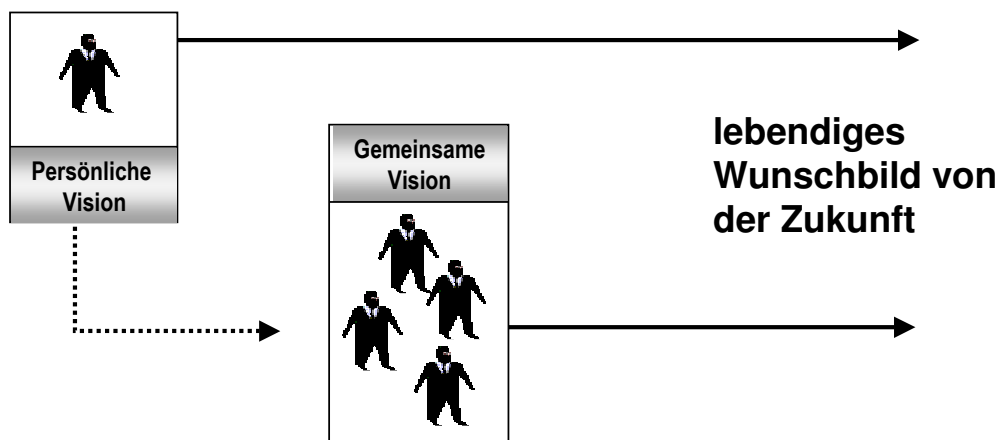 Persönliche
Vision
Gemeinsame
Vision
lebendiges
Wunschbild von
der Zukunft